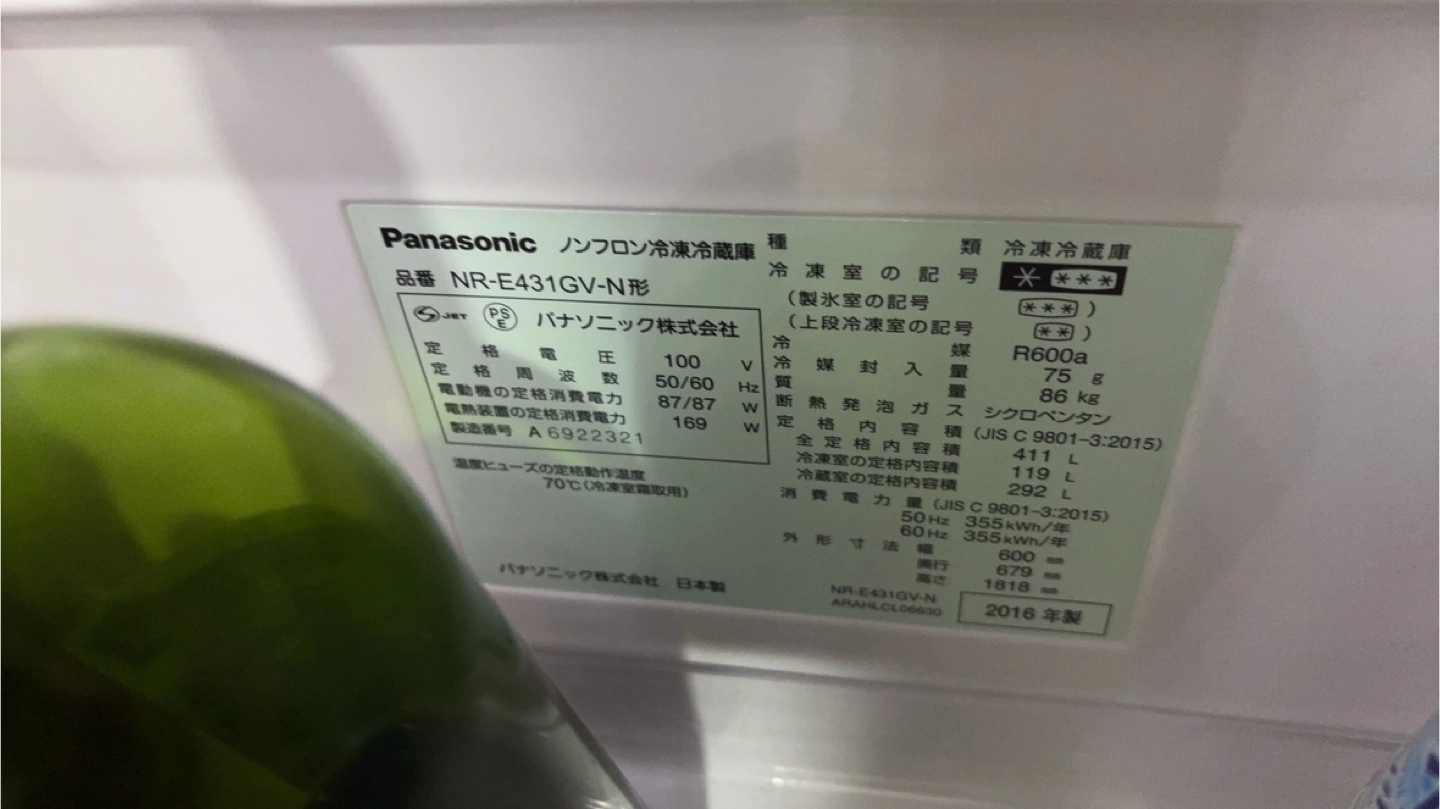 Panasonic ノンフロン冷凍冷蔵庫
品番 NR-E431GV-N形
JET PS E パナソニック株式会社
定格電圧 100 V
定格周波数 50/60 Hz
電動機の定格消費電力 87/87 W
電熱装置の定格消費電力 169 W
製造番号 A 6922321
温度ヒューズの定格動作温度
70℃(冷凍室霜取用)
パナソニック株式会社 日本製
種類 冷凍冷蔵庫
冷凍室の記号 * ***
(製氷室の記号 *** )
(上段冷凍室の記号 ** )
冷媒 R600a
冷媒封入量 75 g
質量 86 kg
断熱発泡ガス シクロペンタン
定格内容積 (JIS C 9801-3:2015)
全定格内容積 411 L
冷凍室の定格内容積 119 L
冷蔵室の定格内容積 292 L
消費電力量 (JIS C 9801-3:2015)
50Hz 355kWh/年
60Hz 355kWh/年
外形寸法 幅 600 mm
奥行 679 mm
高さ 1818 mm
NR-E431GV-N
ARAHLCL06630
2016 年製